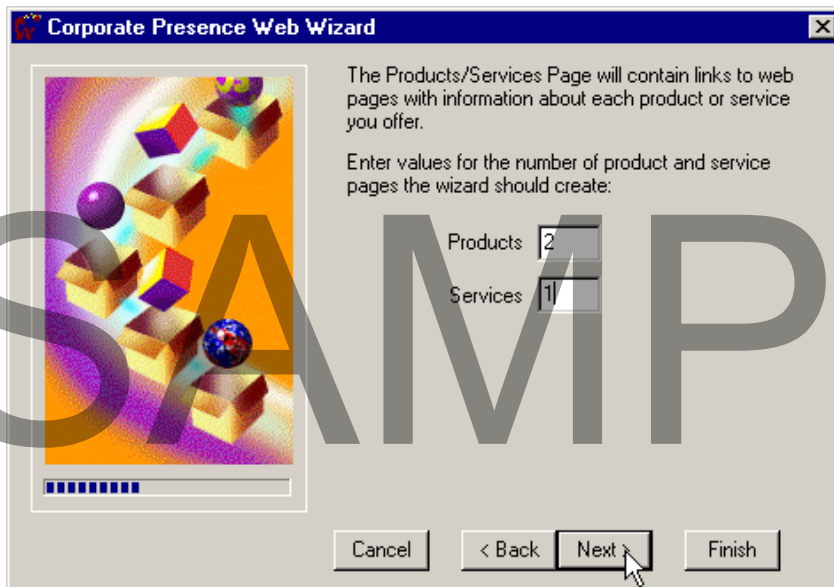 Corporate Presence Web Wizard
The Products/Services Page will contain links to web
pages with information about each product or service
you offer.
Enter values for the number of product and service
pages the wizard should create:
Products 2
Services 1
SAMP
Cancel
< Back
Next >
Finish